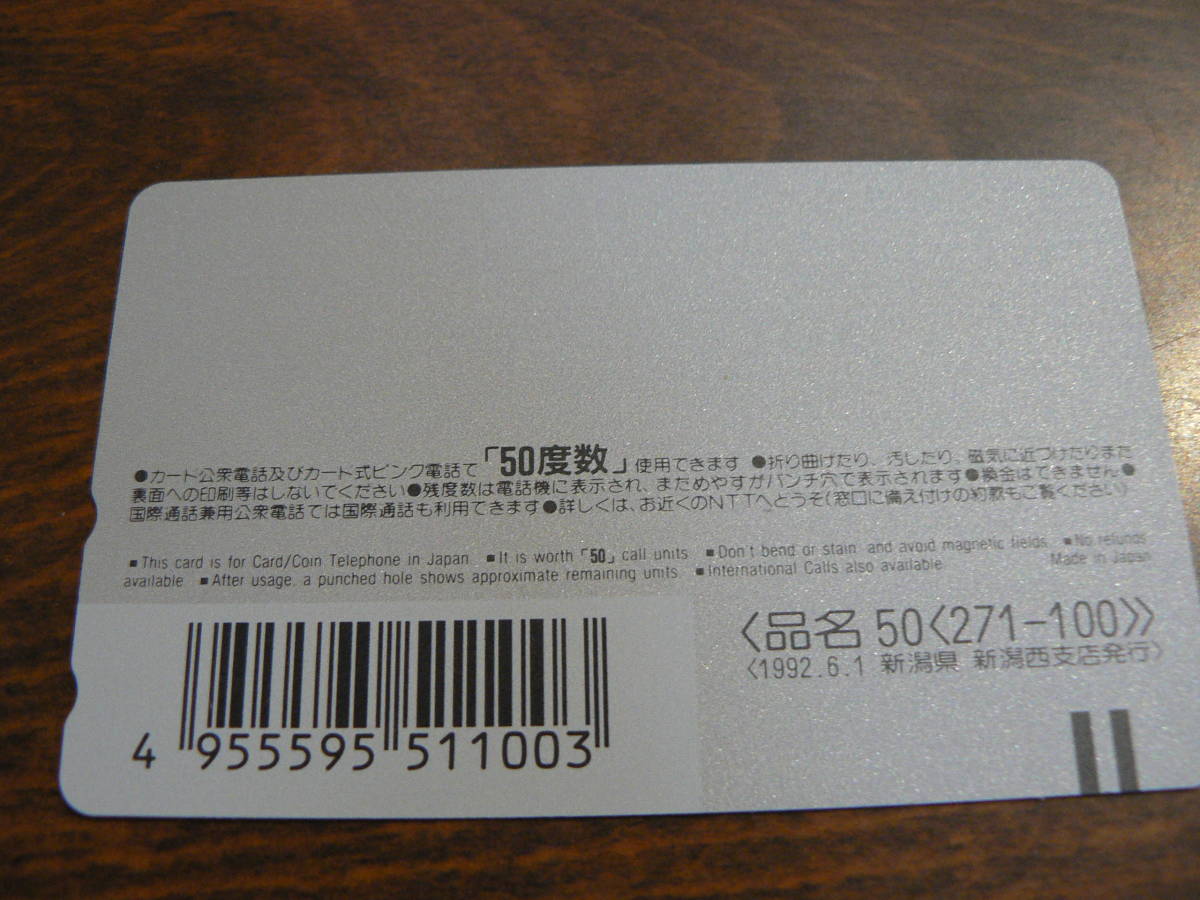 ●カード公衆電話及びカード式ピンク電話で「50度数」使用できます ●折り曲げたり、汚したり、磁気に近づけたりまた
裏面への印刷等はしないでください●残度数は電話機に表示され、まためやすがパンチ穴で表示されます●換金はできません●
国際通話兼用公衆電話では国際通話も利用できます●詳しくは、お近くのNTTへどうぞ(窓口に備え付けの約款もご覧ください)
■This card is for Card/Coin Telephone in Japan ■It is worth「50」call units ■Don't bend or stain and avoid magnetic fields ■No refunds
available ■After usage, a punched hole shows approximate remaining units ■International Calls also available Made in Japan
〈品名 50〈271-100〉〉
〈1992.6.1 新潟県 新潟西支店発行〉
4 955595 511003